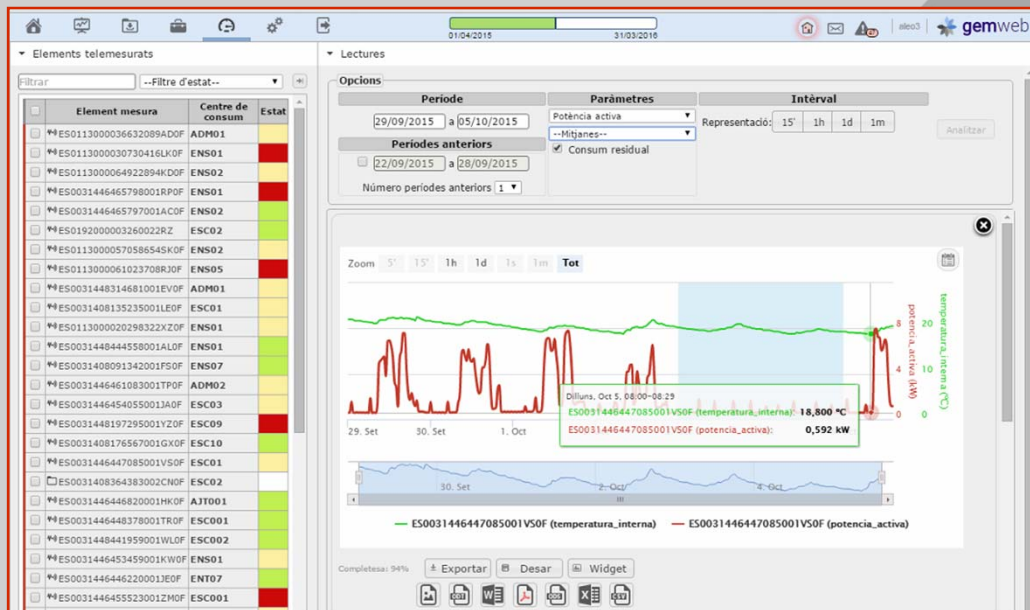 01/04/2015 31/03/2016
aleo3 gemweb
Elements telemesurats
Lectures
Filtrar --Filtre d'estat--
Element mesura Centre de consum Estat
ES0113000036632089AD0F ADM01
ES0113000030730416LK0F ENS01
ES0113000064922894KD0F ENS02
ES0031446465798001RP0F ENS01
ES0031446465797001AC0F ENS02
ES0192000003260022RZ ESC02
ES0113000057058654SK0F ENS02
ES0113000061023708RJ0F ENS05
ES0031448314681001EV0F ADM01
ES0031408135235001LE0F ESC01
ES0113000020298322XZ0F ENS01
ES0031448444558001AL0F ENS01
ES0031408091342001FS0F ENS07
ES0031446461083001TP0F ADM02
ES0031446454055001JA0F ESC03
ES0031448197295001YZ0F ESC09
ES0031408176567001GX0F ESC10
ES0031446447085001VS0F ESC01
ES0031408364383002CN0F ESC02
ES0031446446820001HK0F AJT001
ES0031446448378001TR0F ESC001
ES0031448441959001WL0F ESC002
ES0031446453459001KW0F ENS01
ES0031446446220001JE0F ENT07
ES0031446455523001ZM0F ESC001
Opcions
Període
29/09/2015 a 05/10/2015
Períodes anteriors
22/09/2015 a 28/09/2015
Número períodes anteriors 1
Paràmetres
Potència activa
--Mitjanes--
Consum residual
Intèrval
Representació: 15' 1h 1d 1m
Analitzar
Zoom 5' 15' 1h 1d 1s 1m Tot
8 20
4 10
0 0
potencia_activa (kW)
temperatura_interna (ºC)
Dilluns, Oct 5, 08:00-08:29
ES0031446447085001VS0F (temperatura_interna): 18,800 ºC
ES0031446447085001VS0F (potencia_activa): 0,592 kW
29. Set 30. Set 1. Oct
30. Set 2. Oct 4. Oct
ES0031446447085001VS0F (temperatura_interna) ES0031446447085001VS0F (potencia_activa)
Completesa: 94% Exportar Desar Widget